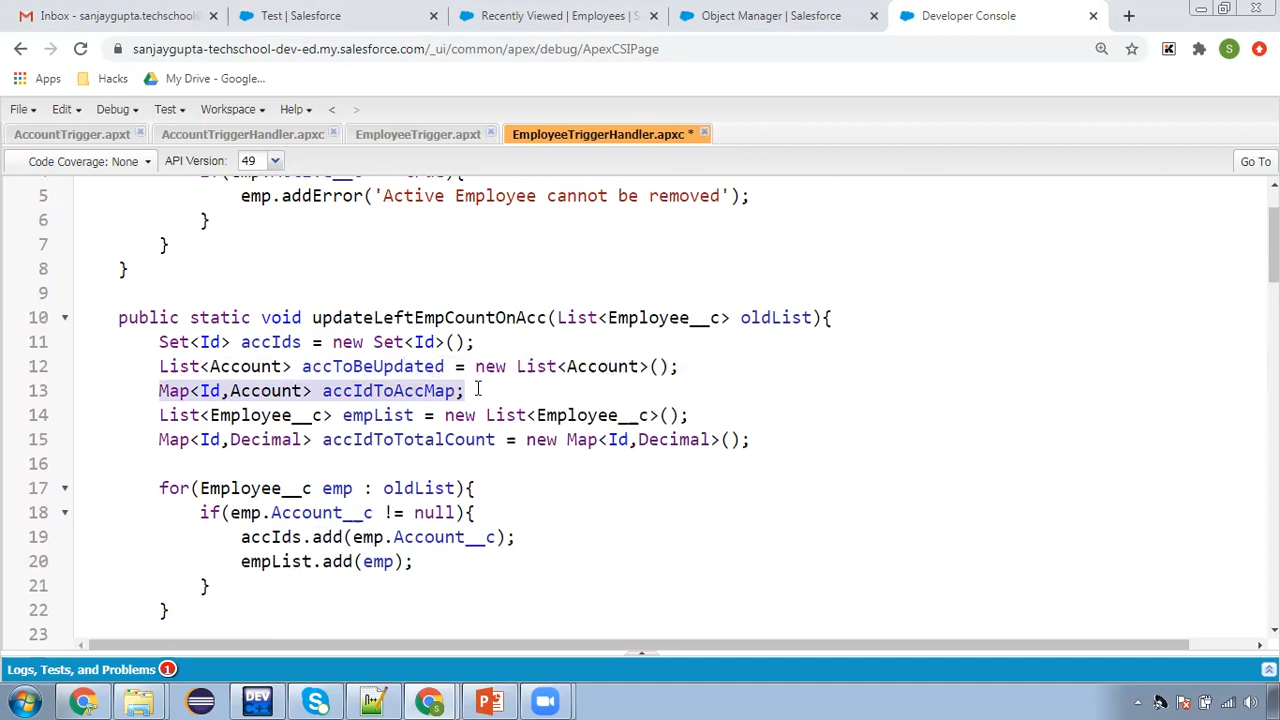 Inbox - sanjaygupta.techschool@
Test | Salesforce
Recently Viewed | Employees | S
Object Manager | Salesforce
Developer Console
sanjaygupta-techschool-dev-ed.my.salesforce.com/_ui/common/apex/debug/ApexCSIPage
S
Apps
Hacks
My Drive - Google...
File
Edit
Debug
Test
Workspace
Help
<
>
AccountTrigger.apxt
AccountTriggerHandler.apxc
EmployeeTrigger.apxt
EmployeeTriggerHandler.apxc *
Code Coverage: None
API Version:
49
Go To
5 emp.addError('Active Employee cannot be removed');
6 }
7 }
8 }
9
10 public static void updateLeftEmpCountOnAcc(List<Employee__c> oldList){
11 Set<Id> accIds = new Set<Id>();
12 List<Account> accToBeUpdated = new List<Account>();
13 Map<Id,Account> accIdToAccMap;
14 List<Employee__c> empList = new List<Employee__c>();
15 Map<Id,Decimal> accIdToTotalCount = new Map<Id,Decimal>();
16
17 for(Employee__c emp : oldList){
18 if(emp.Account__c != null){
19 accIds.add(emp.Account__c);
20 empList.add(emp);
21 }
22 }
23
Logs, Tests, and Problems 1
DEV
C++